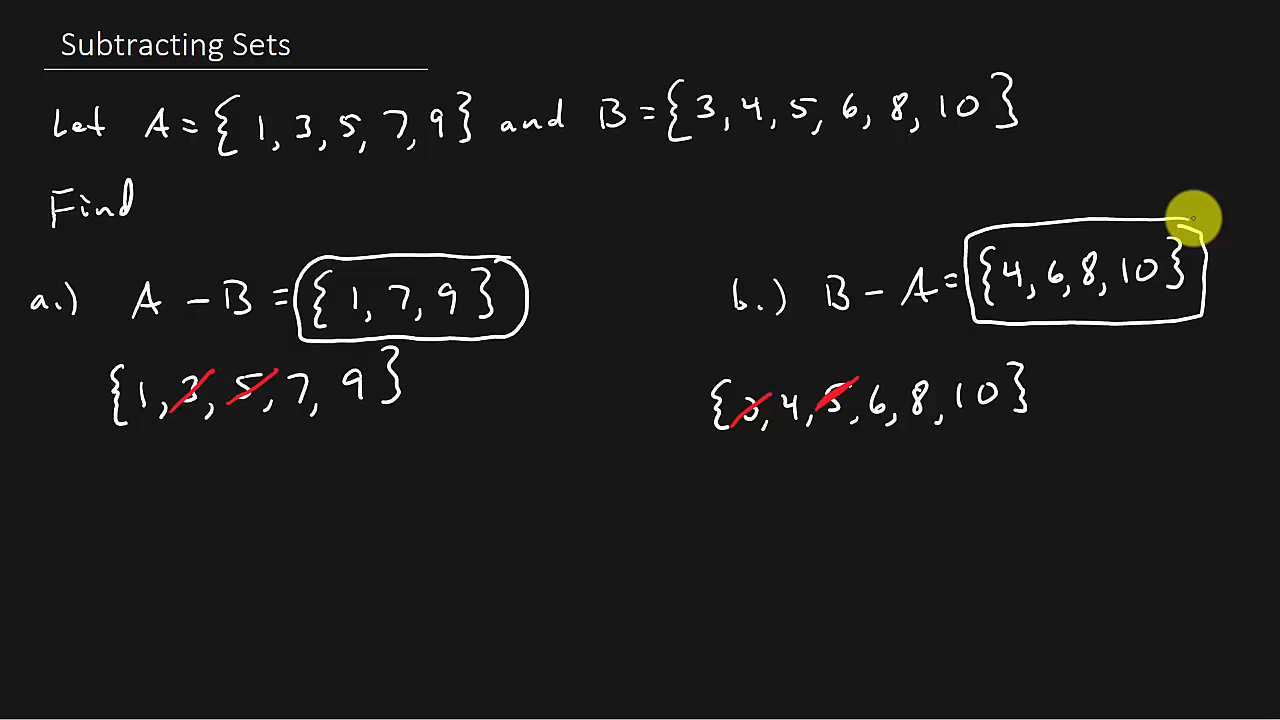 Subtracting Sets
Let A = { 1, 3, 5, 7, 9 } and B = { 3, 4, 5, 6, 8, 10 }
Find
a.) A - B = { 1, 7, 9 }
b.) B - A = { 4, 6, 8, 10 }
{ 1, 3, 5, 7, 9 }
{ 3, 4, 5, 6, 8, 10 }